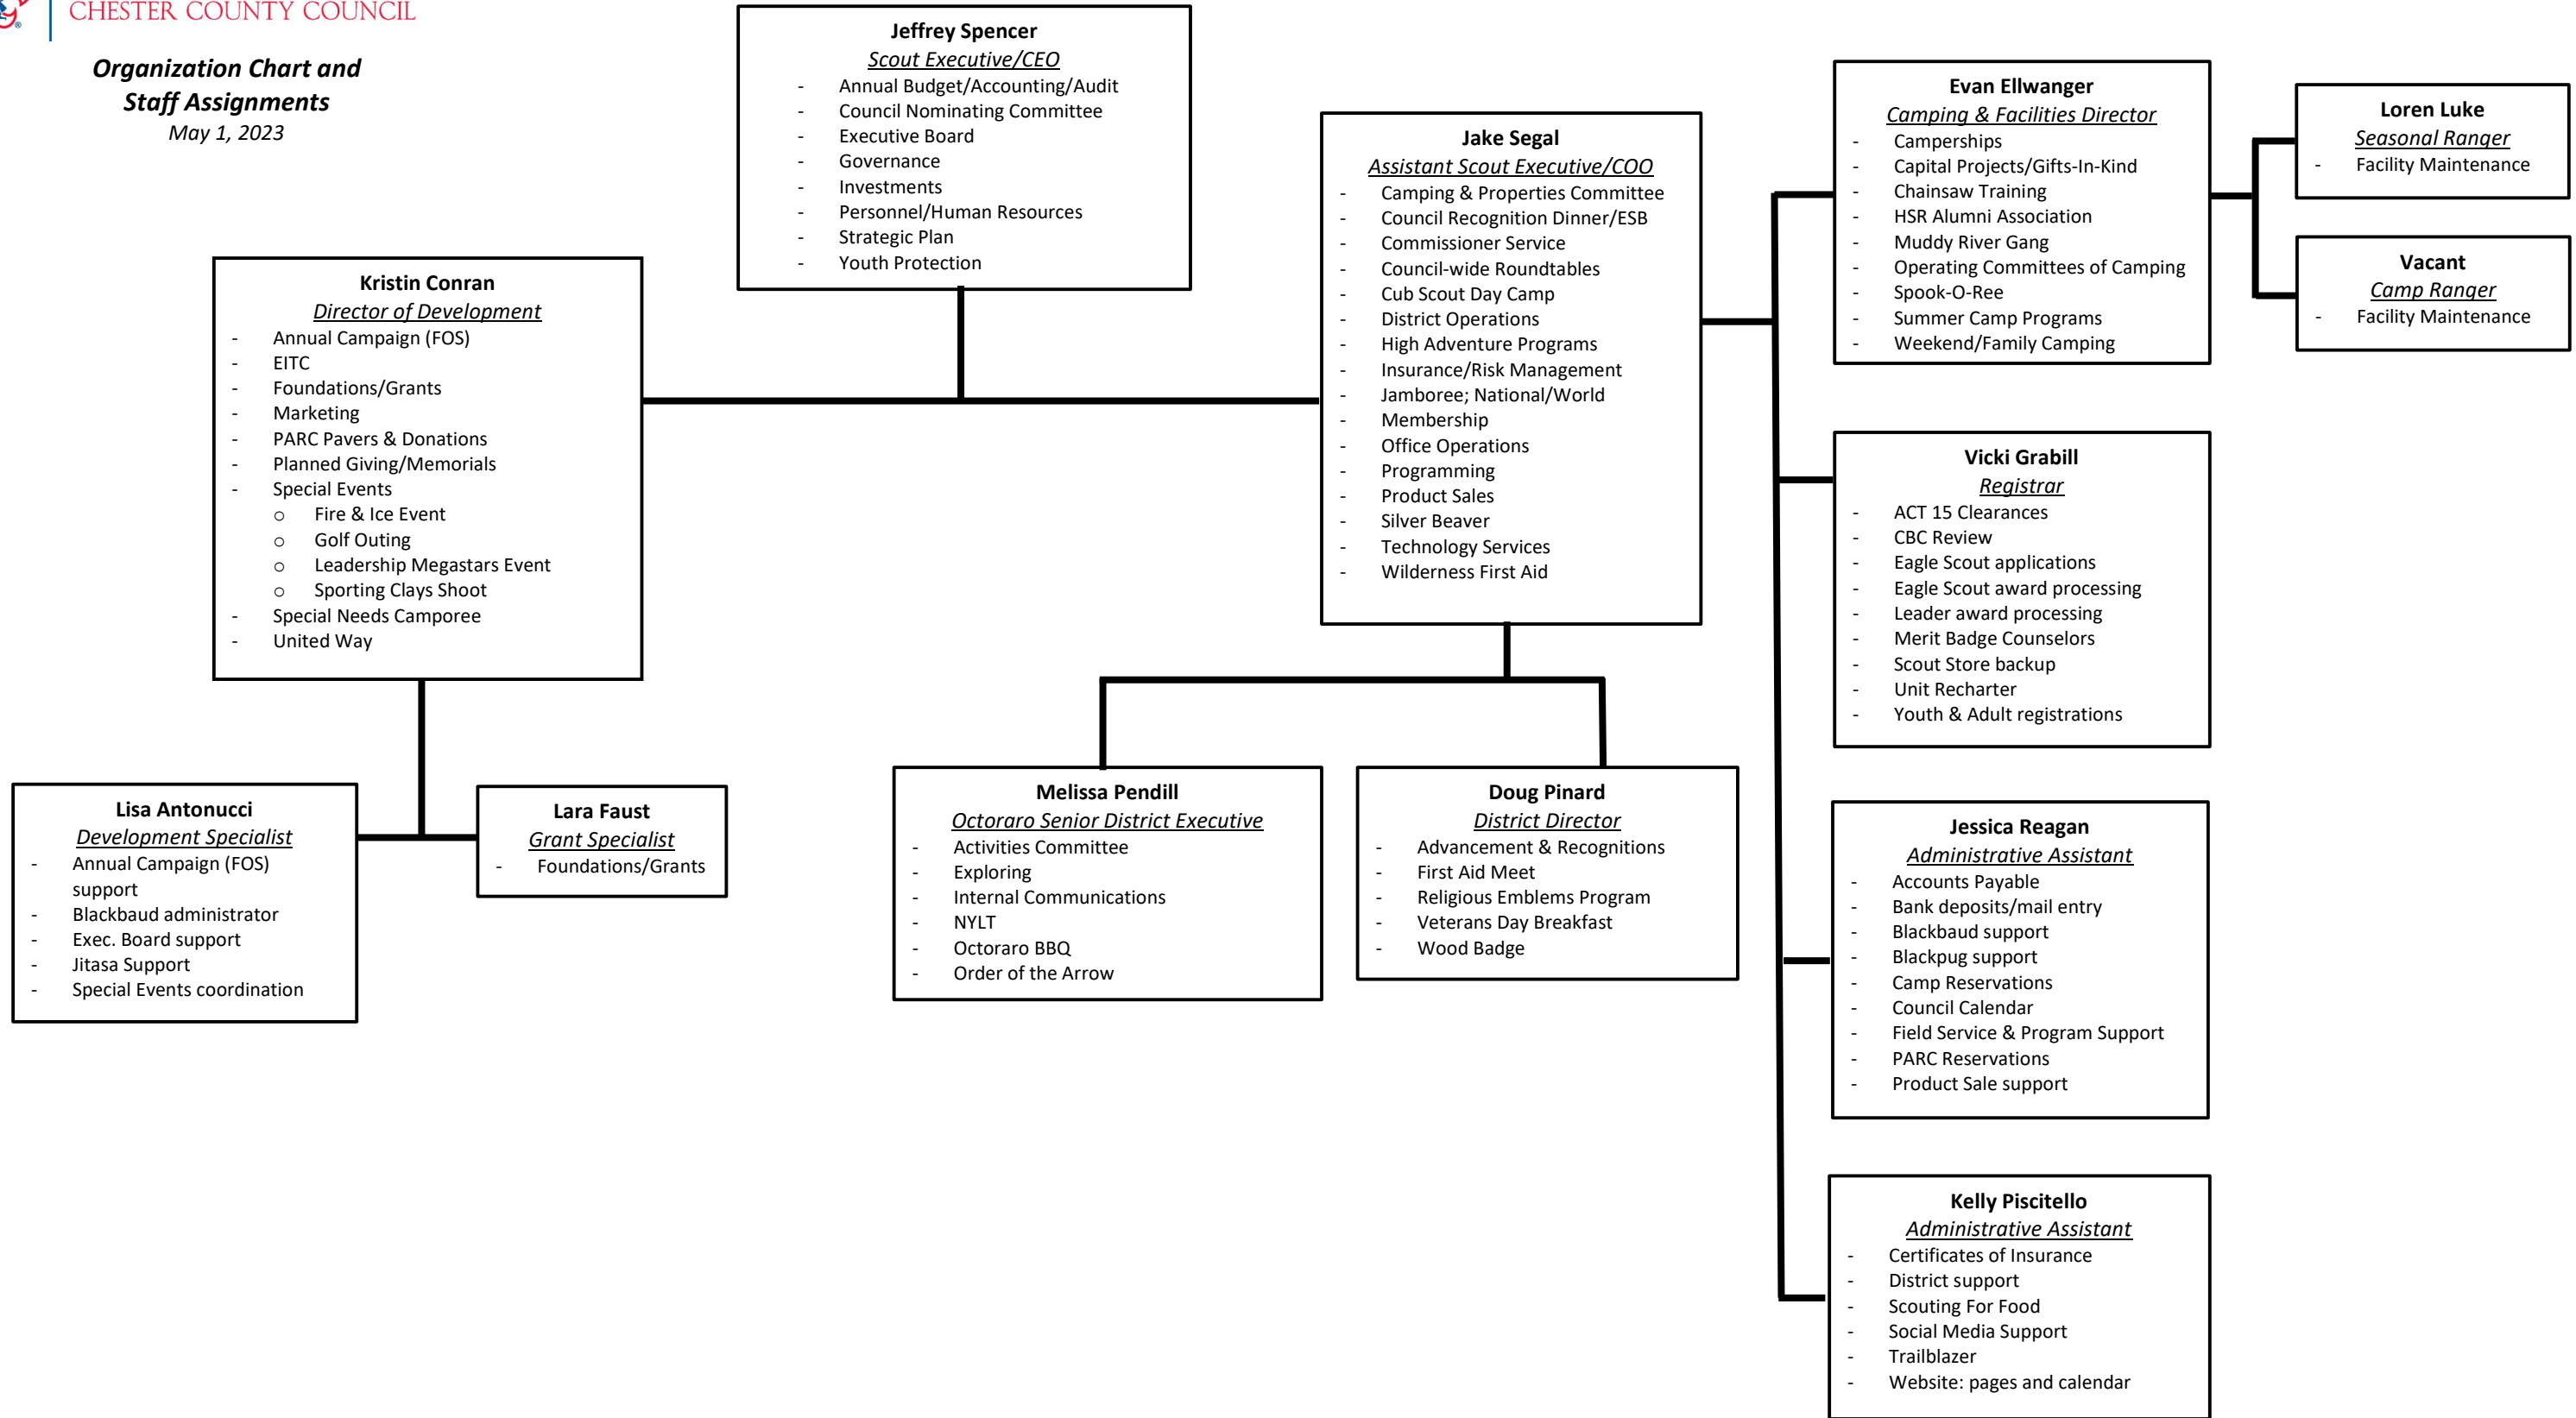 CHESTER COUNTY COUNCIL
®
Organization Chart and
Staff Assignments
May 1, 2023
Jeffrey Spencer
Scout Executive/CEO
- Annual Budget/Accounting/Audit
- Council Nominating Committee
- Executive Board
- Governance
- Investments
- Personnel/Human Resources
- Strategic Plan
- Youth Protection
Kristin Conran
Director of Development
- Annual Campaign (FOS)
- EITC
- Foundations/Grants
- Marketing
- PARC Pavers & Donations
- Planned Giving/Memorials
- Special Events
o Fire & Ice Event
o Golf Outing
o Leadership Megastars Event
o Sporting Clays Shoot
- Special Needs Camporee
- United Way
Jake Segal
Assistant Scout Executive/COO
- Camping & Properties Committee
- Council Recognition Dinner/ESB
- Commissioner Service
- Council-wide Roundtables
- Cub Scout Day Camp
- District Operations
- High Adventure Programs
- Insurance/Risk Management
- Jamboree; National/World
- Membership
- Office Operations
- Programming
- Product Sales
- Silver Beaver
- Technology Services
- Wilderness First Aid
Evan Ellwanger
Camping & Facilities Director
- Camperships
- Capital Projects/Gifts-In-Kind
- Chainsaw Training
- HSR Alumni Association
- Muddy River Gang
- Operating Committees of Camping
- Spook-O-Ree
- Summer Camp Programs
- Weekend/Family Camping
Loren Luke
Seasonal Ranger
- Facility Maintenance
Vacant
Camp Ranger
- Facility Maintenance
Vicki Grabill
Registrar
- ACT 15 Clearances
- CBC Review
- Eagle Scout applications
- Eagle Scout award processing
- Leader award processing
- Merit Badge Counselors
- Scout Store backup
- Unit Recharter
- Youth & Adult registrations
Lisa Antonucci
Development Specialist
- Annual Campaign (FOS)
support
- Blackbaud administrator
- Exec. Board support
- Jitasa Support
- Special Events coordination
Lara Faust
Grant Specialist
- Foundations/Grants
Melissa Pendill
Octoraro Senior District Executive
- Activities Committee
- Exploring
- Internal Communications
- NYLT
- Octoraro BBQ
- Order of the Arrow
Doug Pinard
District Director
- Advancement & Recognitions
- First Aid Meet
- Religious Emblems Program
- Veterans Day Breakfast
- Wood Badge
Jessica Reagan
Administrative Assistant
- Accounts Payable
- Bank deposits/mail entry
- Blackbaud support
- Blackpug support
- Camp Reservations
- Council Calendar
- Field Service & Program Support
- PARC Reservations
- Product Sale support
Kelly Piscitello
Administrative Assistant
- Certificates of Insurance
- District support
- Scouting For Food
- Social Media Support
- Trailblazer
- Website: pages and calendar